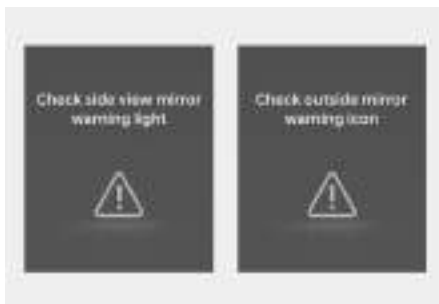 Check side view mirror
warning light
Check outside mirror
warning icon